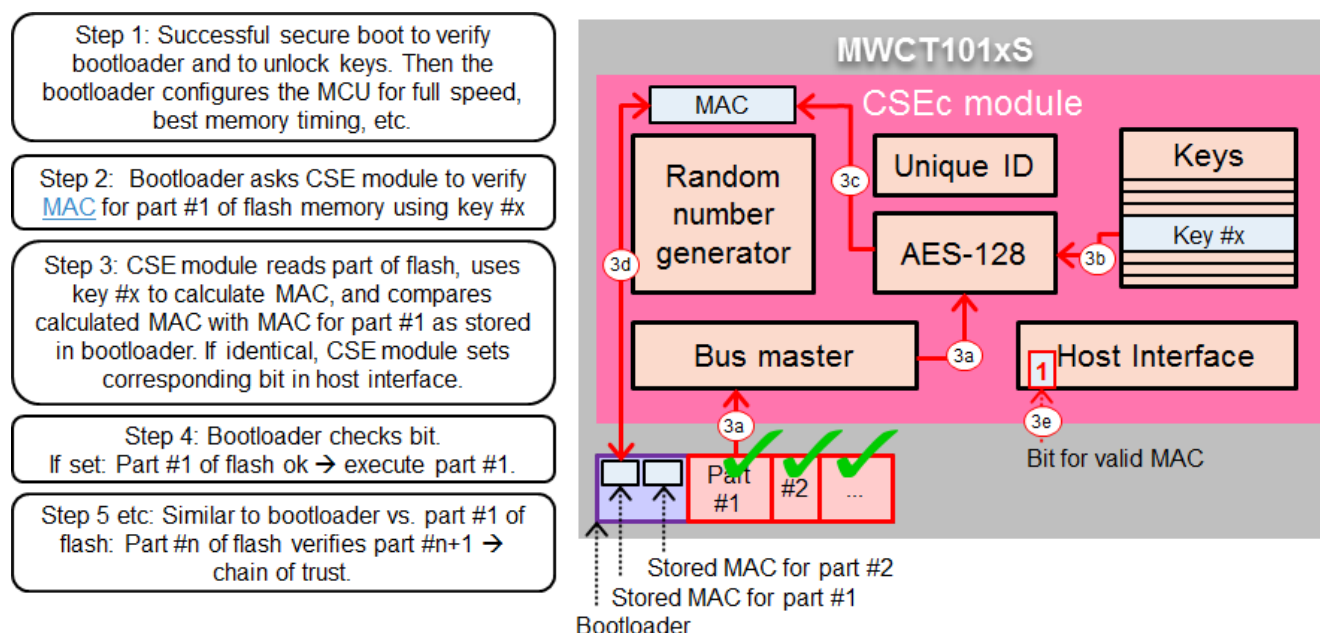 Step 1: Successful secure boot to verify
bootloader and to unlock keys. Then the
bootloader configures the MCU for full speed,
best memory timing, etc.
Step 2: Bootloader asks CSE module to verify
MAC for part #1 of flash memory using key #x
Step 3: CSE module reads part of flash, uses
key #x to calculate MAC, and compares
calculated MAC with MAC for part #1 as stored
in bootloader. If identical, CSE module sets
corresponding bit in host interface.
Step 4: Bootloader checks bit.
If set: Part #1 of flash ok → execute part #1.
Step 5 etc: Similar to bootloader vs. part #1 of
flash: Part #n of flash verifies part #n+1 →
chain of trust.
MWCT101xS
CSEc module
MAC
Random
number
generator
Unique ID
Keys
Key #x
AES-128
3c
3b
3d
Bus master
3a
Host Interface
1
3a
3e
Bit for valid MAC
Part
#1
#2
...
Stored MAC for part #2
Stored MAC for part #1
Bootloader